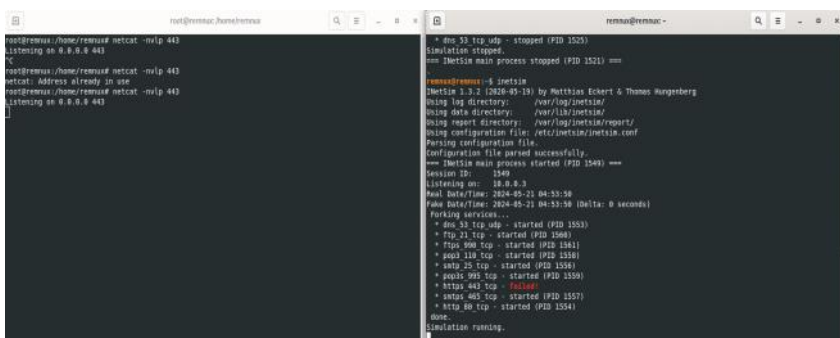 root@remnux:/home/remnux
root@remnux:/home/remnux# netcat -nvlp 443
Listening on 0.0.0.0 443
^C
root@remnux:/home/remnux# netcat -nvlp 443
netcat: Address already in use
root@remnux:/home/remnux# netcat -nvlp 443
Listening on 0.0.0.0 443
remnux@remnux: ~
* dns_53_tcp_udp - stopped (PID 1525)
Simulation stopped.
=== INetSim main process stopped (PID 1521) ===
.
remnux@remnux:~$ inetsim
INetSim 1.3.2 (2020-05-19) by Matthias Eckert & Thomas Hungenberg
Using log directory: /var/log/inetsim/
Using data directory: /var/lib/inetsim/
Using report directory: /var/log/inetsim/report/
Using configuration file: /etc/inetsim/inetsim.conf
Parsing configuration file.
Configuration file parsed successfully.
=== INetSim main process started (PID 1549) ===
Session ID: 1549
Listening on: 10.0.0.3
Real Date/Time: 2024-05-21 04:53:50
Fake Date/Time: 2024-05-21 04:53:50 (Delta: 0 seconds)
Forking services...
* dns_53_tcp_udp - started (PID 1553)
* ftp_21_tcp - started (PID 1560)
* ftps_990_tcp - started (PID 1561)
* pop3_110_tcp - started (PID 1558)
* smtp_25_tcp - started (PID 1556)
* pop3s_995_tcp - started (PID 1559)
* https_443_tcp - failed!
* smtps_465_tcp - started (PID 1557)
* http_80_tcp - started (PID 1554)
done.
Simulation running.